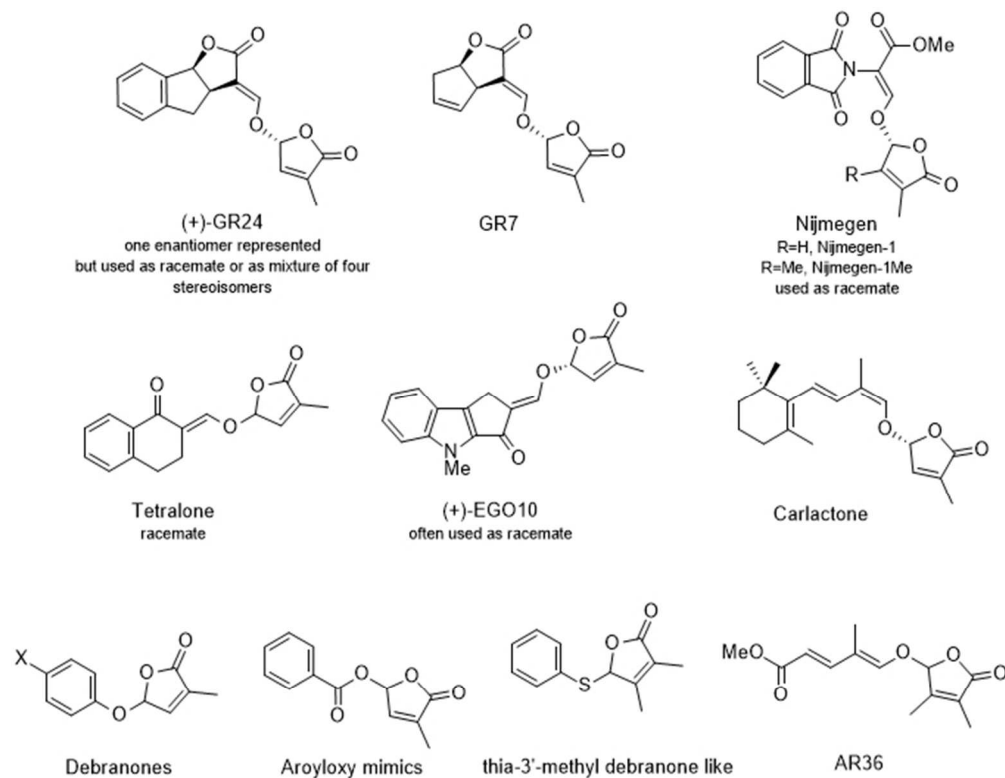 O
O
O
O
O
(+)-GR24
one enantiomer represented
but used as racemate or as mixture of four
stereoisomers
O
O
O
O
O
GR7
O
O
OMe
N
O
O
O
R
O
O
Nijmegen
R=H, Nijmegen-1
R=Me, Nijmegen-1Me
used as racemate
O
O
O
O
Tetralone
racemate
O
O
O
N
Me
O
(+)-EGO10
often used as racemate
O
O
O
Carlactone
X
O
O
O
Debranones
O
O
O
O
Aroyloxy mimics
O
O
S
thia-3'-methyl debranone like
MeO
O
O
O
O
AR36